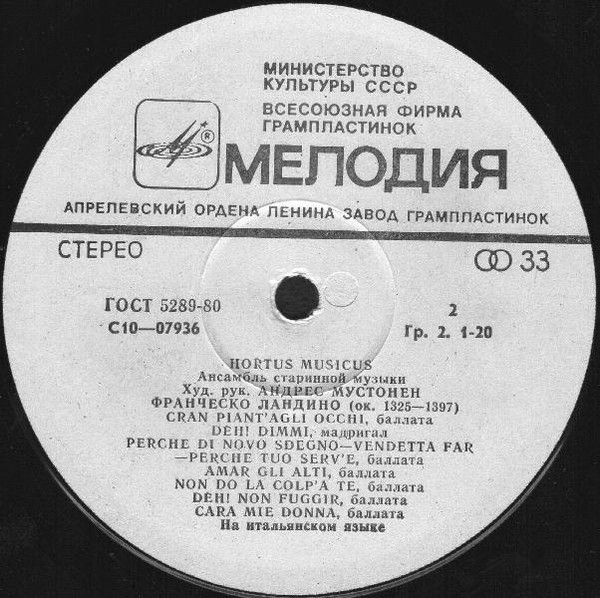 МИНИСТЕРСТВО
КУЛЬТУРЫ СССР
ВСЕСОЮЗНАЯ ФИРМА
ГРАМПЛАСТИНОК
®
МЕЛОДИЯ
АПРЕЛЕВСКИЙ ОРДЕНА ЛЕНИНА ЗАВОД ГРАМПЛАСТИНОК
СТЕРЕО
33
ГОСТ 5289-80
С10—07936
2
Гр. 2. 1-20
HORTUS MUSICUS
Ансамбль старинной музыки
Худ. рук. АНДРЕС МУСТОНЕН
ФРАНЧЕСКО ЛАНДИНО (ок. 1325—1397)
CRAN PIANT'AGLI OCCHI, баллата
DEH! DIMMI, мадригал
PERCHE DI NOVO SDEGNO—VENDETTA FAR
—PERCHE TUO SERV'E, баллата
AMAR GLI ALTI, баллата
NON DO LA COLP'A TE, баллата
DEH! NON FUGGIR, баллата
CARA MIE DONNA, баллата
На итальянском языке